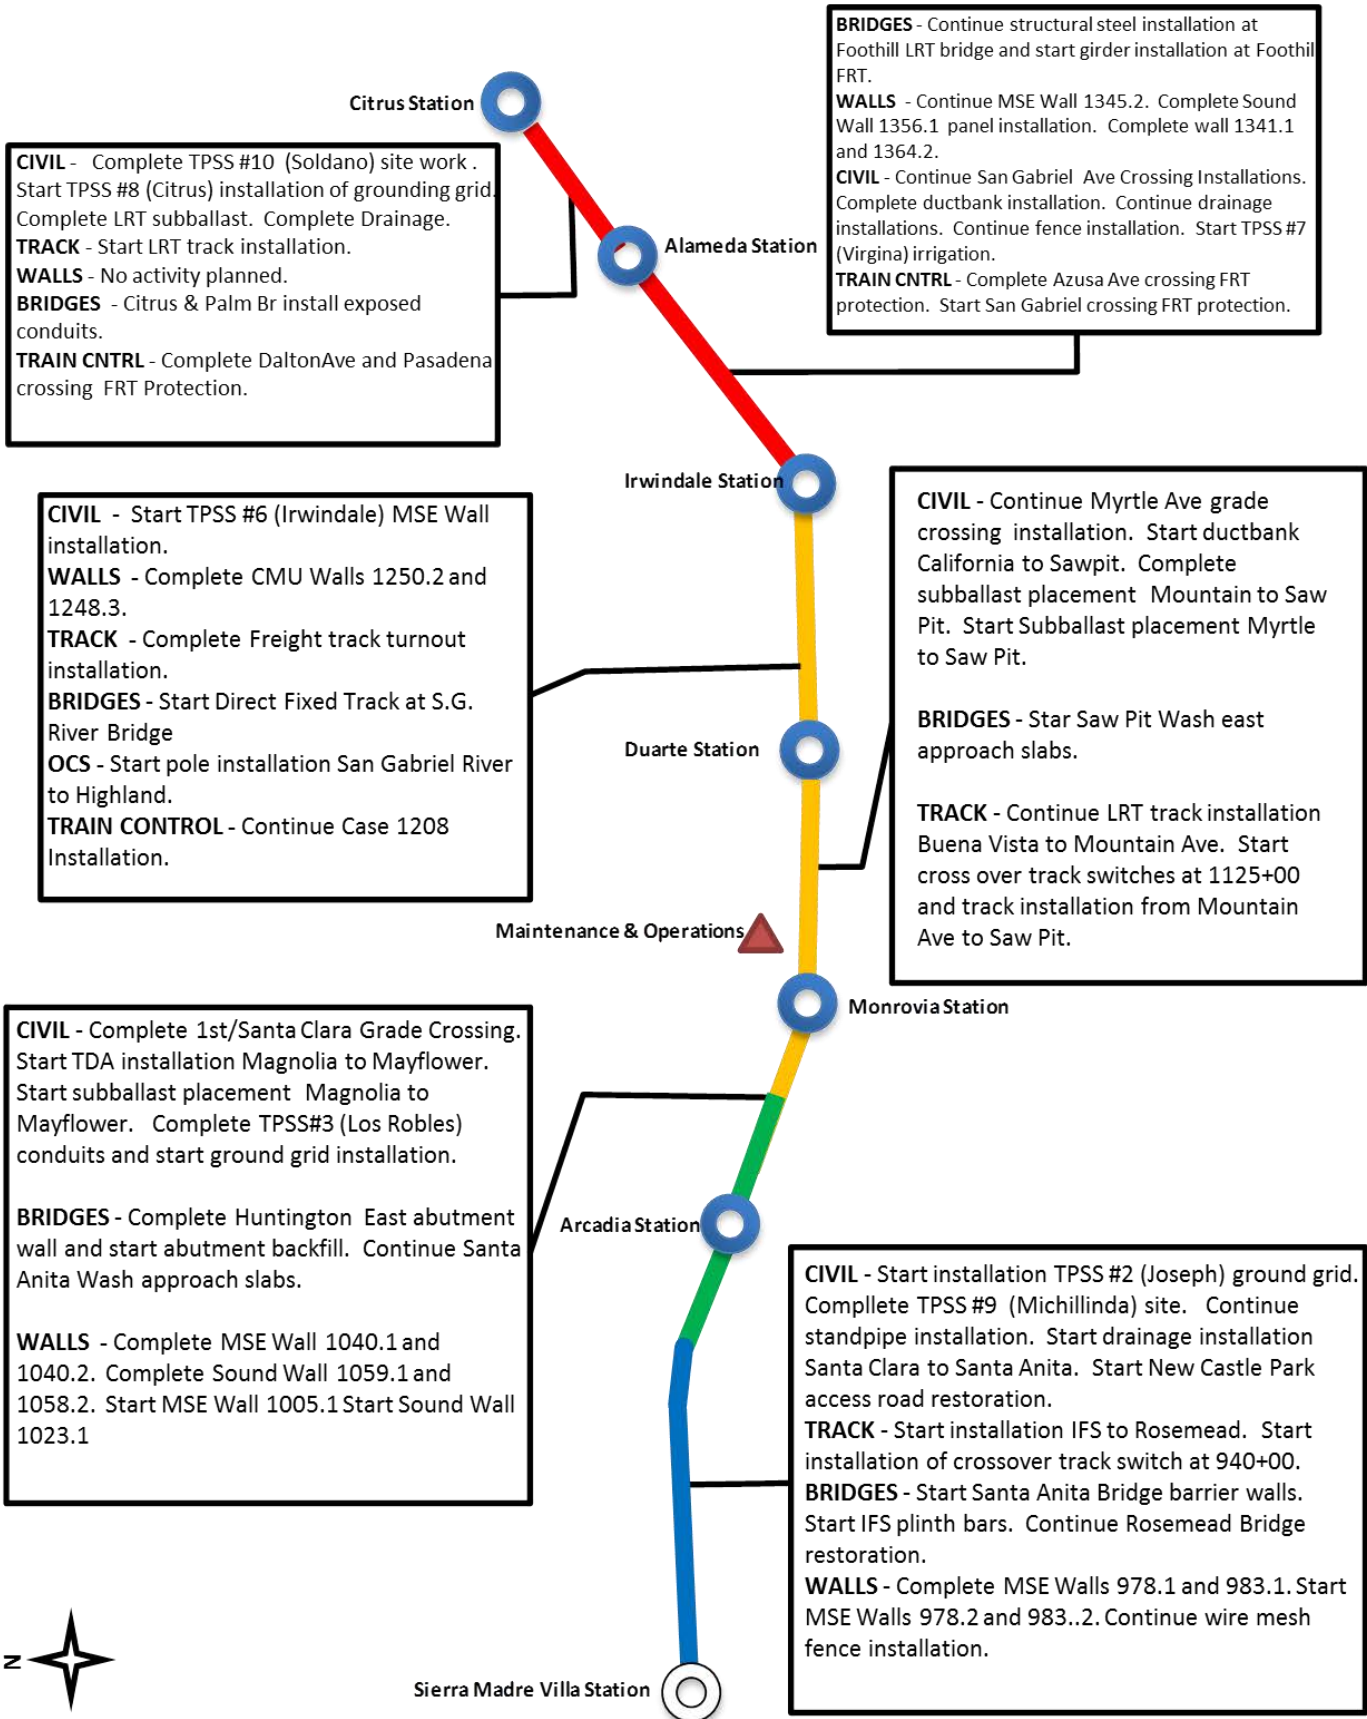 BRIDGES - Continue structural steel installation at
Foothill LRT bridge and start girder installation at Foothil
FRT.
WALLS - Continue MSE Wall 1345.2. Complete Sound
Wall 1356.1 panel installation. Complete wall 1341.1
and 1364.2.
CIVIL - Continue San Gabriel Ave Crossing Installations.
Complete ductbank installation. Continue drainage
installations. Continue fence installation. Start TPSS #7
(Virgina) irrigation.
TRAIN CNTRL - Complete Azusa Ave crossing FRT
protection. Start San Gabriel crossing FRT protection.
Citrus Station
CIVIL - Complete TPSS #10 (Soldano) site work .
Start TPSS #8 (Citrus) installation of grounding grid.
Complete LRT subballast. Complete Drainage.
TRACK - Start LRT track installation.
WALLS - No activity planned.
BRIDGES - Citrus & Palm Br install exposed
conduits.
TRAIN CNTRL - Complete DaltonAve and Pasadena
crossing FRT Protection.
Alameda Station
Irwindale Station
CIVIL - Start TPSS #6 (Irwindale) MSE Wall
installation.
WALLS - Complete CMU Walls 1250.2 and
1248.3.
TRACK - Complete Freight track turnout
installation.
BRIDGES - Start Direct Fixed Track at S.G.
River Bridge
OCS - Start pole installation San Gabriel River
to Highland.
TRAIN CONTROL - Continue Case 1208
Installation.
CIVIL - Continue Myrtle Ave grade
crossing installation. Start ductbank
California to Sawpit. Complete
subballast placement Mountain to Saw
Pit. Start Subballast placement Myrtle
to Saw Pit.
BRIDGES - Star Saw Pit Wash east
approach slabs.
TRACK - Continue LRT track installation
Buena Vista to Mountain Ave. Start
cross over track switches at 1125+00
and track installation from Mountain
Ave to Saw Pit.
Duarte Station
Maintenance & Operations
Monrovia Station
CIVIL - Complete 1st/Santa Clara Grade Crossing.
Start TDA installation Magnolia to Mayflower.
Start subballast placement Magnolia to
Mayflower. Complete TPSS#3 (Los Robles)
conduits and start ground grid installation.
BRIDGES - Complete Huntington East abutment
wall and start abutment backfill. Continue Santa
Anita Wash approach slabs.
WALLS - Complete MSE Wall 1040.1 and
1040.2. Complete Sound Wall 1059.1 and
1058.2. Start MSE Wall 1005.1 Start Sound Wall
1023.1
Arcadia Station
CIVIL - Start installation TPSS #2 (Joseph) ground grid.
Compllete TPSS #9 (Michillinda) site. Continue
standpipe installation. Start drainage installation
Santa Clara to Santa Anita. Start New Castle Park
access road restoration.
TRACK - Start installation IFS to Rosemead. Start
installation of crossover track switch at 940+00.
BRIDGES - Start Santa Anita Bridge barrier walls.
Start IFS plinth bars. Continue Rosemead Bridge
restoration.
WALLS - Complete MSE Walls 978.1 and 983.1. Start
MSE Walls 978.2 and 983..2. Continue wire mesh
fence installation.
N
Sierra Madre Villa Station